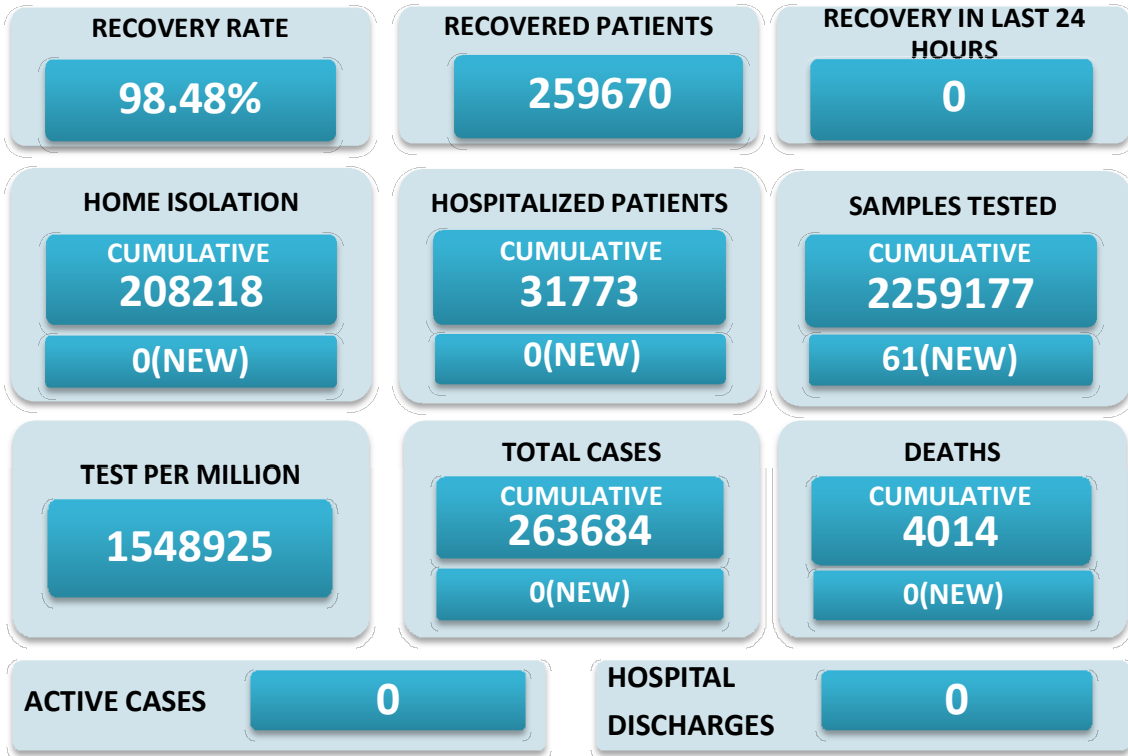 RECOVERY RATE
98.48%
RECOVERED PATIENTS
259670
RECOVERY IN LAST 24
HOURS
0
HOME ISOLATION
CUMULATIVE
208218
0(NEW)
HOSPITALIZED PATIENTS
CUMULATIVE
31773
0(NEW)
SAMPLES TESTED
CUMULATIVE
2259177
61(NEW)
TEST PER MILLION
1548925
TOTAL CASES
CUMULATIVE
263684
0(NEW)
DEATHS
CUMULATIVE
4014
0(NEW)
ACTIVE CASES
0
HOSPITAL
DISCHARGES
0